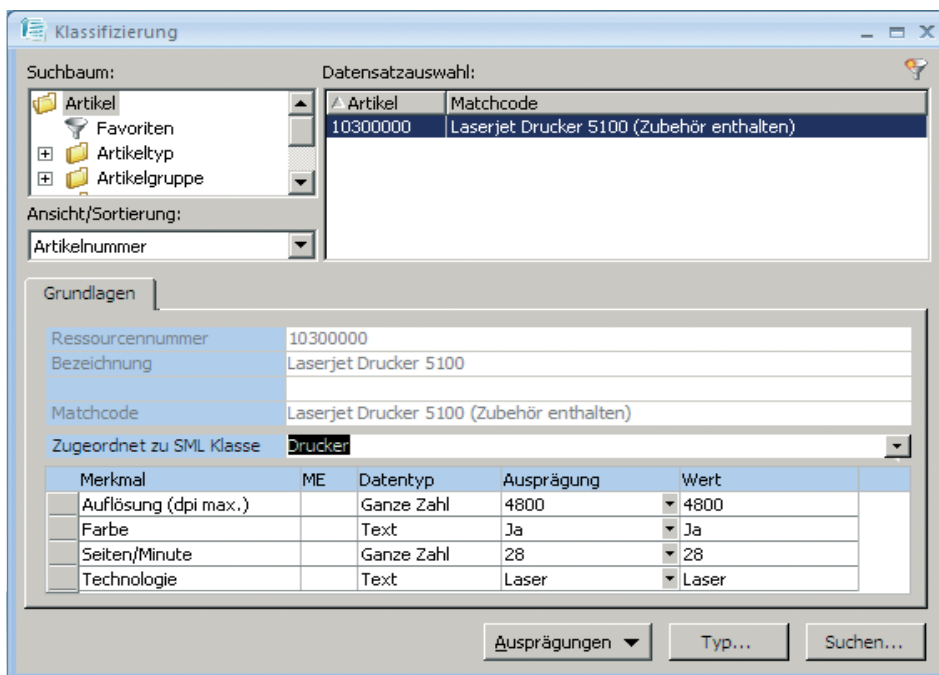 Klassifizierung
Suchbaum:
Artikel
Favoriten
Artikeltyp
Artikelgruppe
Ansicht/Sortierung:
Artikelnummer
Datensatzauswahl:
Artikel Matchcode
10300000 Laserjet Drucker 5100 (Zubehör enthalten)
Grundlagen
Ressourcennummer 10300000
Bezeichnung Laserjet Drucker 5100
Matchcode Laserjet Drucker 5100 (Zubehör enthalten)
Zugeordnet zu SML Klasse Drucker
Merkmal ME Datentyp Ausprägung Wert
Auflösung (dpi max.) Ganze Zahl 4800 4800
Farbe Text Ja Ja
Seiten/Minute Ganze Zahl 28 28
Technologie Text Laser Laser
Ausprägungen Typ... Suchen...